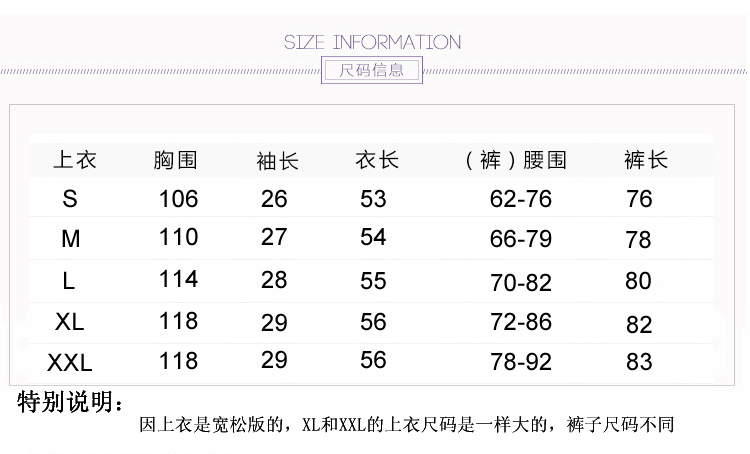 SIZE INFORMATION
尺码信息
上衣 胸围 袖长 衣长 （裤）腰围 裤长
S 106 26 53 62-76 76
M 110 27 54 66-79 78
L 114 28 55 70-82 80
XL 118 29 56 72-86 82
XXL 118 29 56 78-92 83
特别说明：
因上衣是宽松版的，XL和XXL的上衣尺码是一样大的，裤子尺码不同